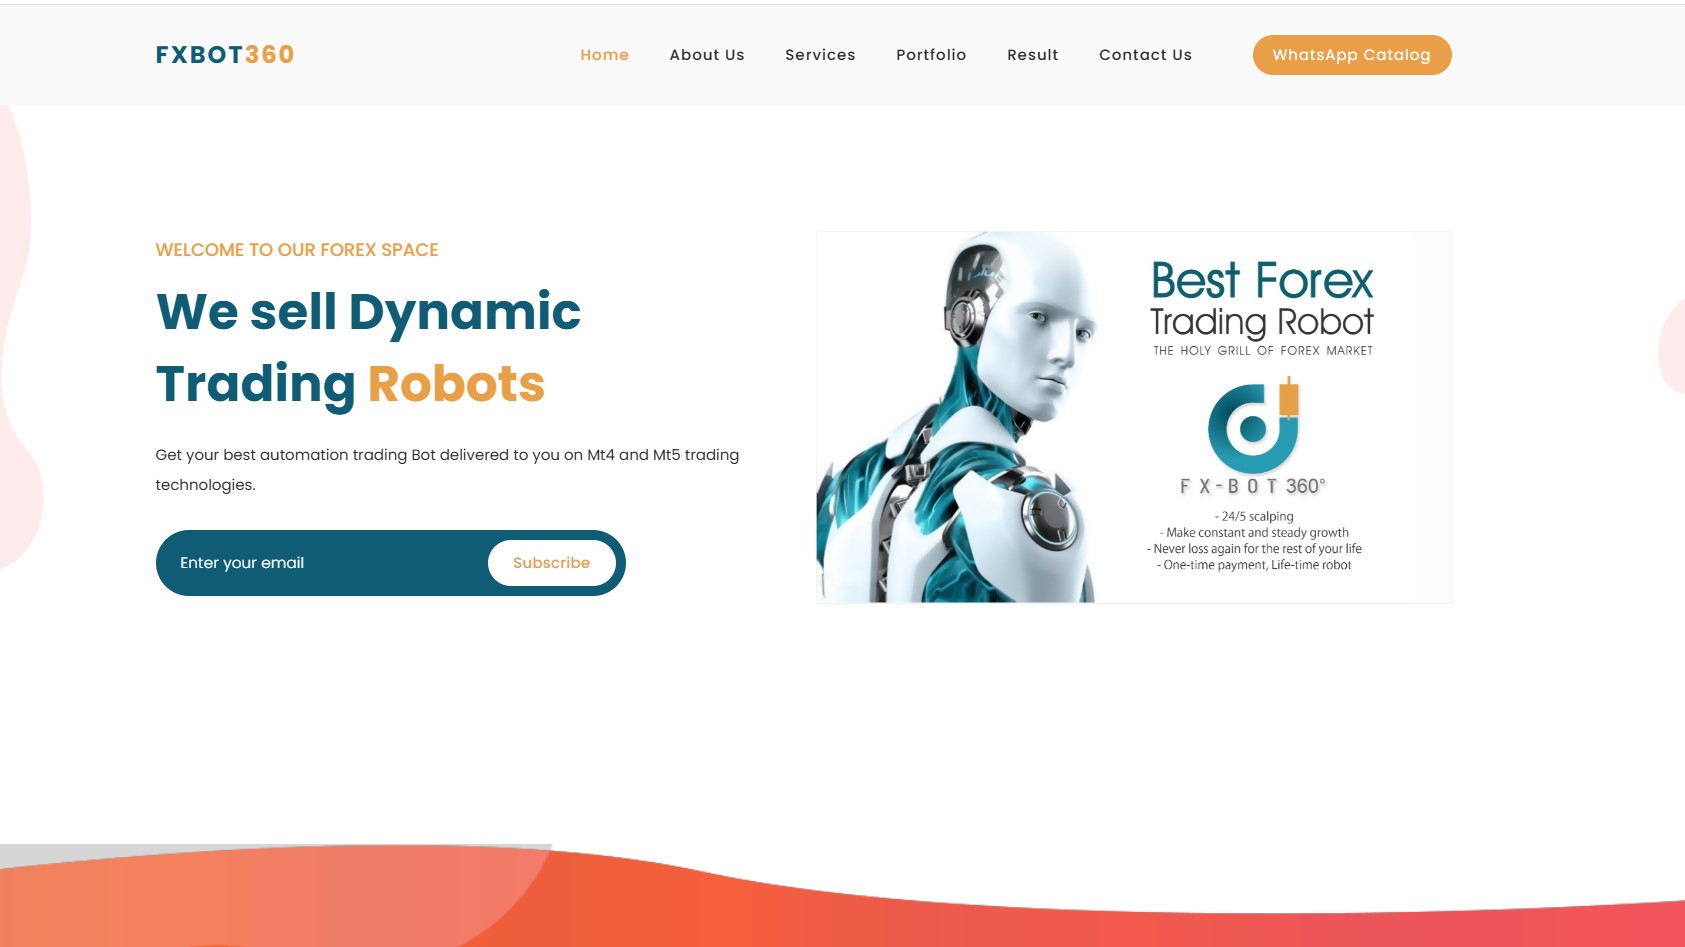 FXBOT360
Home About Us Services Portfolio Result Contact Us WhatsApp Catalog
WELCOME TO OUR FOREX SPACE
We sell Dynamic
Trading Robots
Get your best automation trading Bot delivered to you on Mt4 and Mt5 trading
technologies.
Enter your email Subscribe
Best Forex
Trading Robot
THE HOLY GRILL OF FOREX MARKET
FX-BOT 360°
- 24/5 scalping
- Make constant and steady growth
- Never loss again for the rest of your life
- One-time payment, Life-time robot